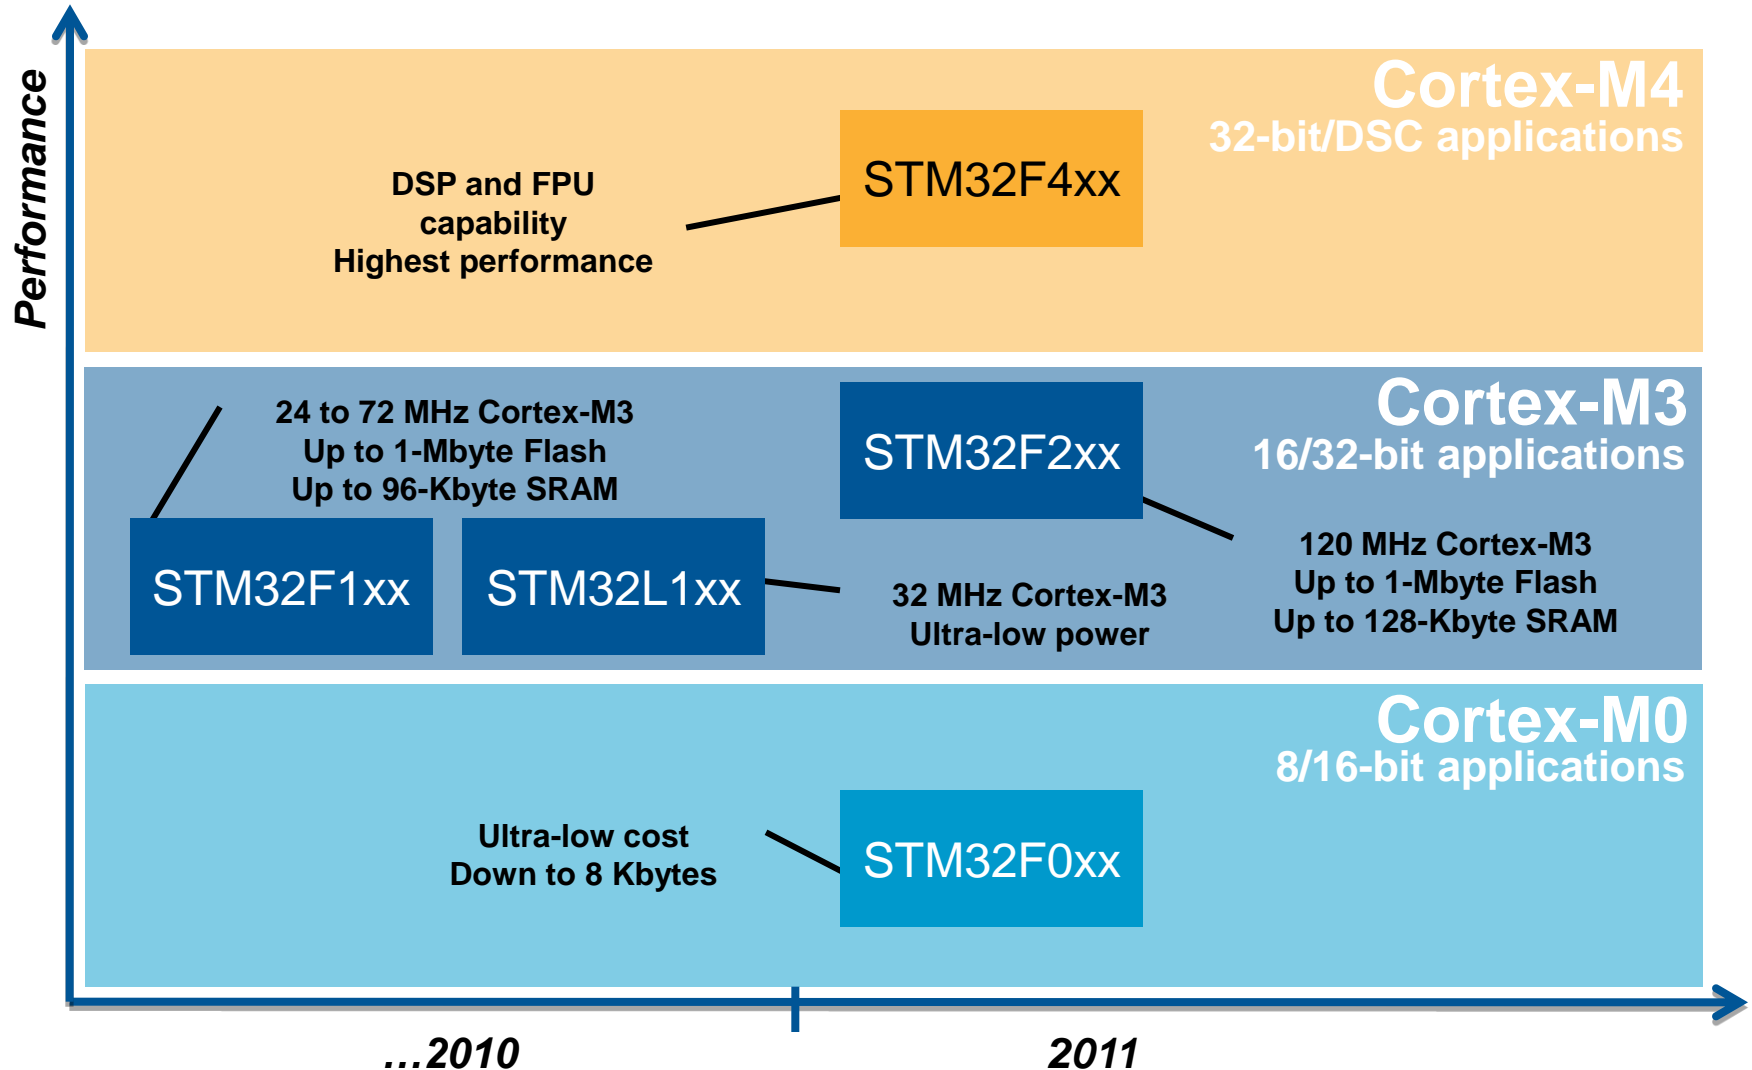 Performance
Cortex-M4
32-bit/DSC applications
STM32F4xx
DSP and FPU
capability
Highest performance
Cortex-M3
16/32-bit applications
24 to 72 MHz Cortex-M3
Up to 1-Mbyte Flash
Up to 96-Kbyte SRAM
STM32F2xx
STM32F1xx
STM32L1xx
32 MHz Cortex-M3
Ultra-low power
120 MHz Cortex-M3
Up to 1-Mbyte Flash
Up to 128-Kbyte SRAM
Cortex-M0
8/16-bit applications
Ultra-low cost
Down to 8 Kbytes
STM32F0xx
…2010
2011